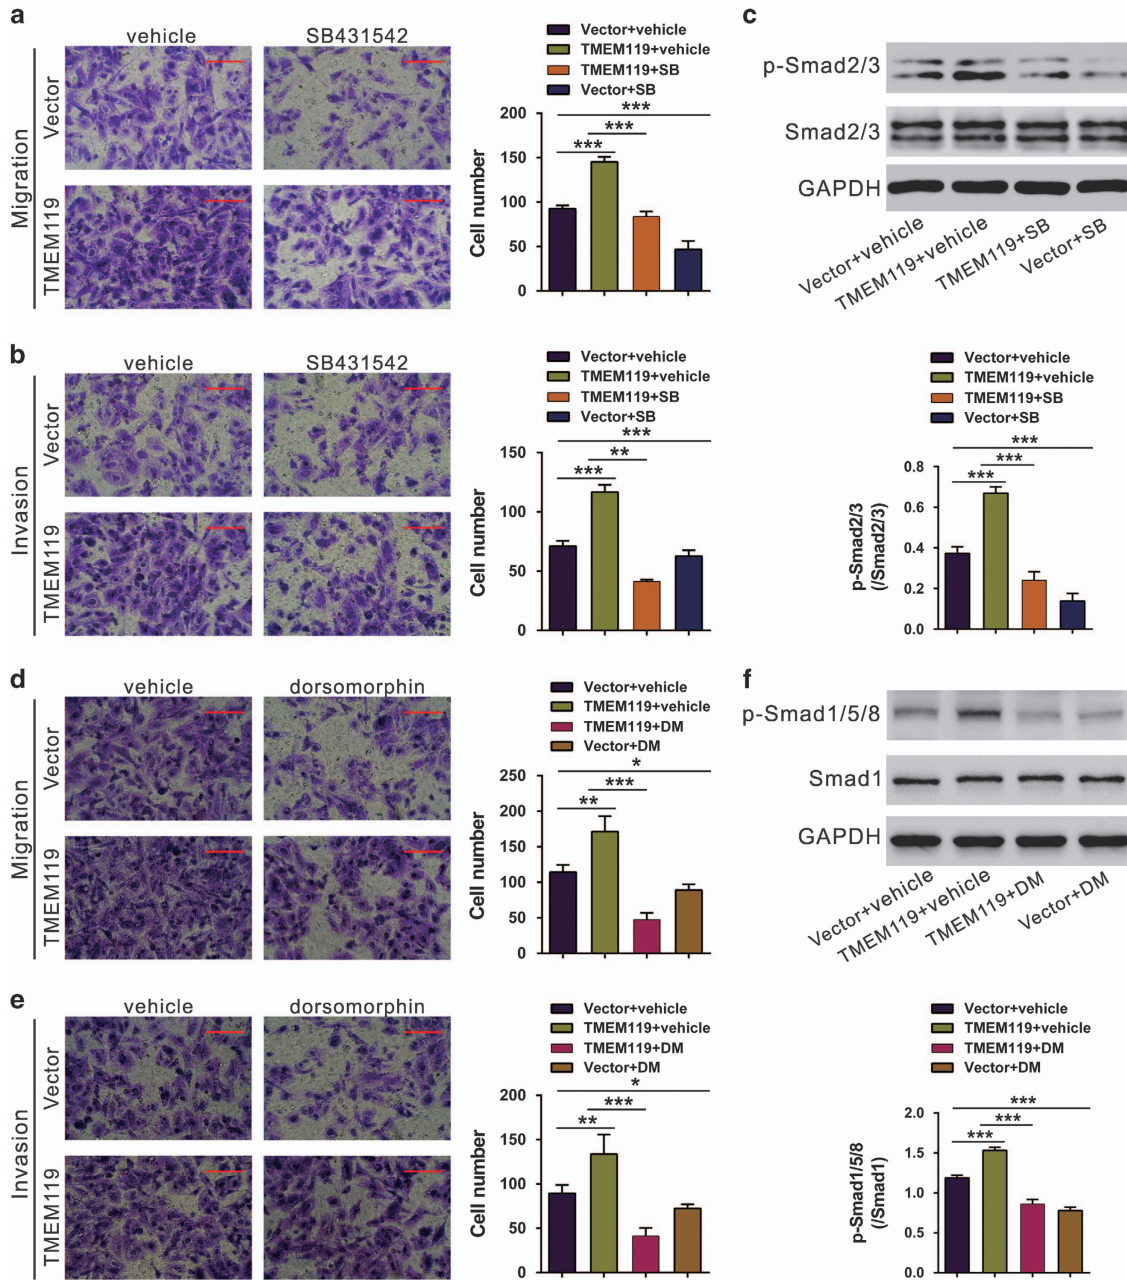 a
vehicle
SB431542
Migration
Vector
TMEM119
Vector+vehicle
TMEM119+vehicle
TMEM119+SB
Vector+SB
Cell number
200
150
100
50
0
***
***
***
c
p-Smad2/3
Smad2/3
GAPDH
Vector+vehicle
TMEM119+vehicle
TMEM119+SB
Vector+SB
b
vehicle
SB431542
Invasion
Vector
TMEM119
Vector+vehicle
TMEM119+vehicle
TMEM119+SB
Vector+SB
Cell number
150
100
50
0
***
**
***
Vector+vehicle
TMEM119+vehicle
TMEM119+SB
Vector+SB
p-Smad2/3
(/Smad2/3)
0.8
0.6
0.4
0.2
0.0
***
***
***
d
vehicle
dorsomorphin
Migration
Vector
TMEM119
Vector+vehicle
TMEM119+vehicle
TMEM119+DM
Vector+DM
Cell number
250
200
150
100
50
0
*
***
**
f
p-Smad1/5/8
Smad1
GAPDH
Vector+vehicle
TMEM119+vehicle
TMEM119+DM
Vector+DM
e
vehicle
dorsomorphin
Invasion
Vector
TMEM119
Vector+vehicle
TMEM119+vehicle
TMEM119+DM
Vector+DM
Cell number
200
150
100
50
0
*
***
**
Vector+vehicle
TMEM119+vehicle
TMEM119+DM
Vector+DM
p-Smad1/5/8
(/Smad1)
2.0
1.5
1.0
0.5
0.0
***
***
***